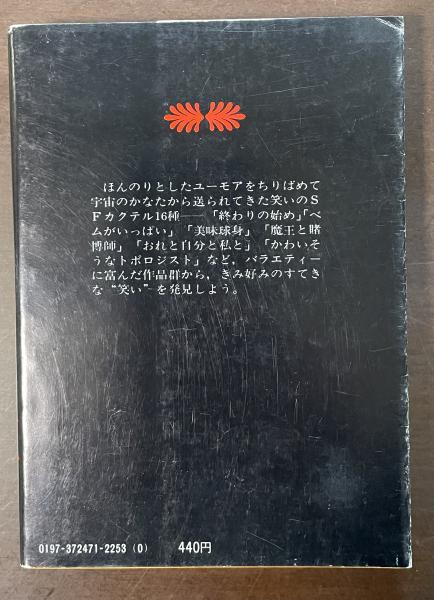 ほんのりとしたユーモアをちりばめて
宇宙のかなたから送られてきた笑いのＳ
Ｆカクテル16種――「終わりの始め」「ベ
ムがいっぱい」「美味球身」「魔王と賭
博師」「おれと自分と私と」「かわいそ
うなトポロジスト」など，バラエティー
に富んだ作品群から，きみ好みのすてき
な“笑い”を発見しよう。
0197-372471-2253（0） 440円